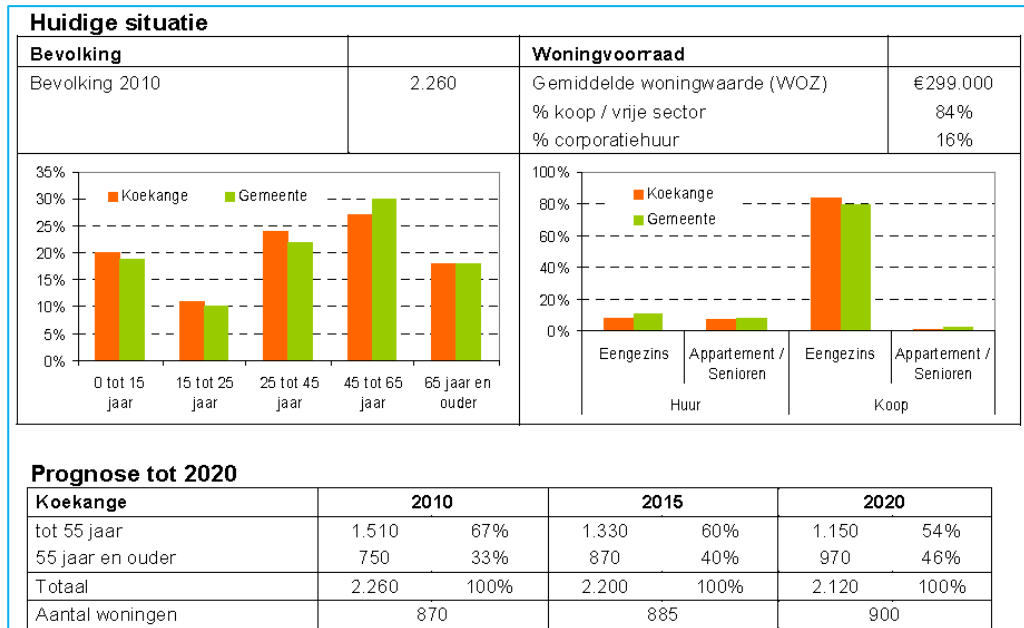 Huidige situatie
Bevolking Woningvoorraad
Bevolking 2010 2.260 Gemiddelde woningwaarde (WOZ) €299.000
% koop / vrije sector 84%
% corporatiehuur 16%
35%
30%
25%
20%
15%
10%
5%
0%
Koekange Gemeente
0 tot 15 jaar
15 tot 25 jaar
25 tot 45 jaar
45 tot 65 jaar
65 jaar en ouder
100%
80%
60%
40%
20%
0%
Koekange
Gemeente
Eengezins
Appartement / Senioren
Eengezins
Appartement / Senioren
Huur Koop
Prognose tot 2020
Koekange 2010 2015 2020
tot 55 jaar 1.510 67% 1.330 60% 1.150 54%
55 jaar en ouder 750 33% 870 40% 970 46%
Totaal 2.260 100% 2.200 100% 2.120 100%
Aantal woningen 870 885 900